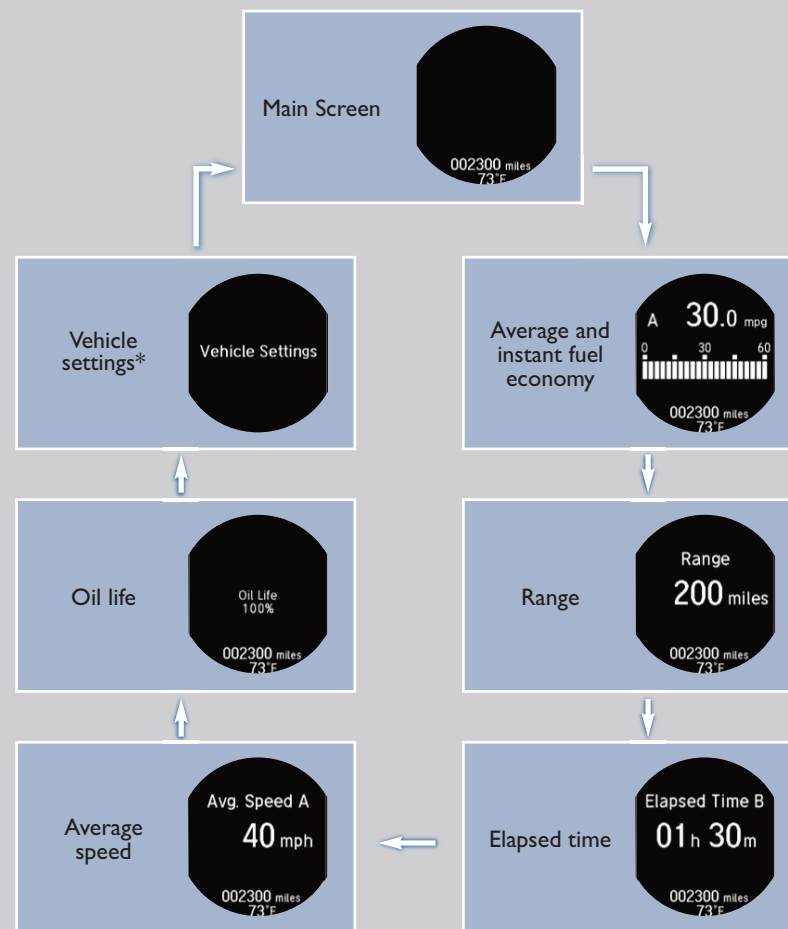 Main Screen
002300 miles
73°F
Vehicle
settings*
Vehicle Settings
Average and
instant fuel
economy
A 30.0 mpg
0 30 60
002300 miles
73°F
Oil life
Oil Life
100%
002300 miles
73°F
Range
Range
200 miles
002300 miles
73°F
Average
speed
Avg. Speed A
40 mph
002300 miles
73°F
Elapsed time
Elapsed Time B
01h 30m
002300 miles
73°F